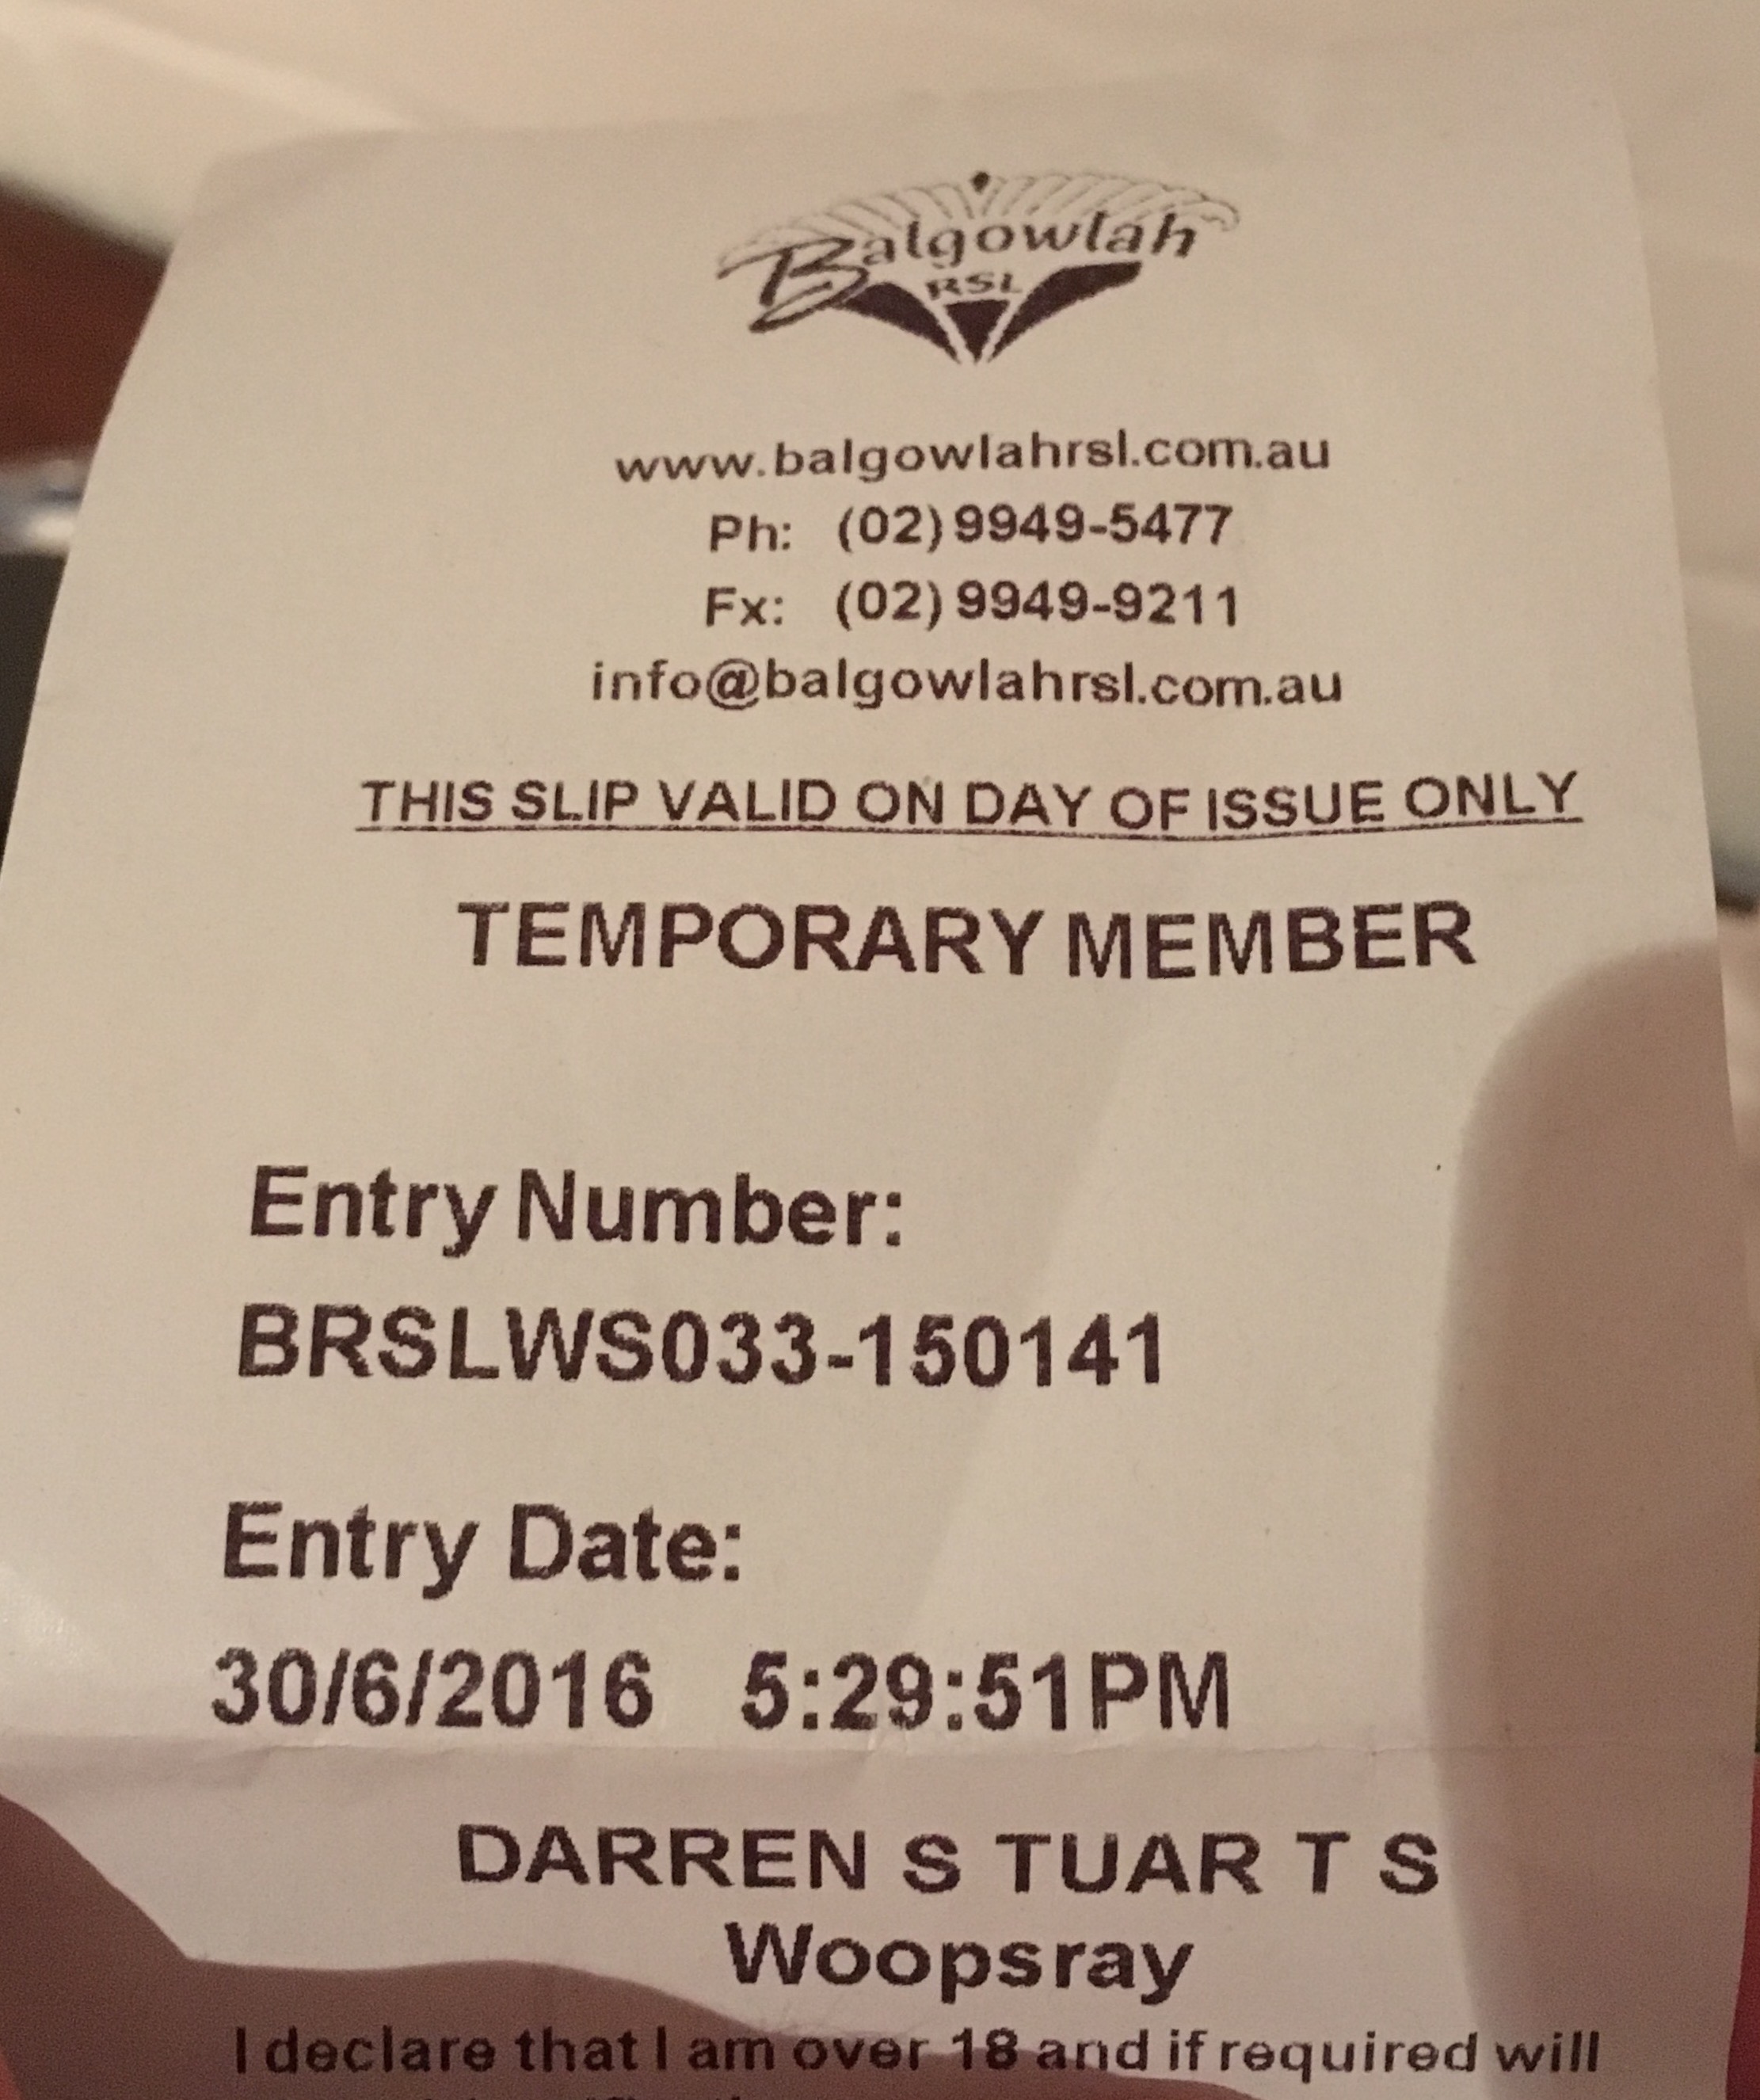 Balgowlah
RSL
www.balgowlahrsl.com.au
Ph: (02) 9949-5477
Fx: (02) 9949-9211
info@balgowlahrsl.com.au
THIS SLIP VALID ON DAY OF ISSUE ONLY
TEMPORARY MEMBER
Entry Number:
BRSLWS033-150141
Entry Date:
30/6/2016 5:29:51PM
DARREN S TUAR T S
Woopsray
I declare that I am over 18 and if required will